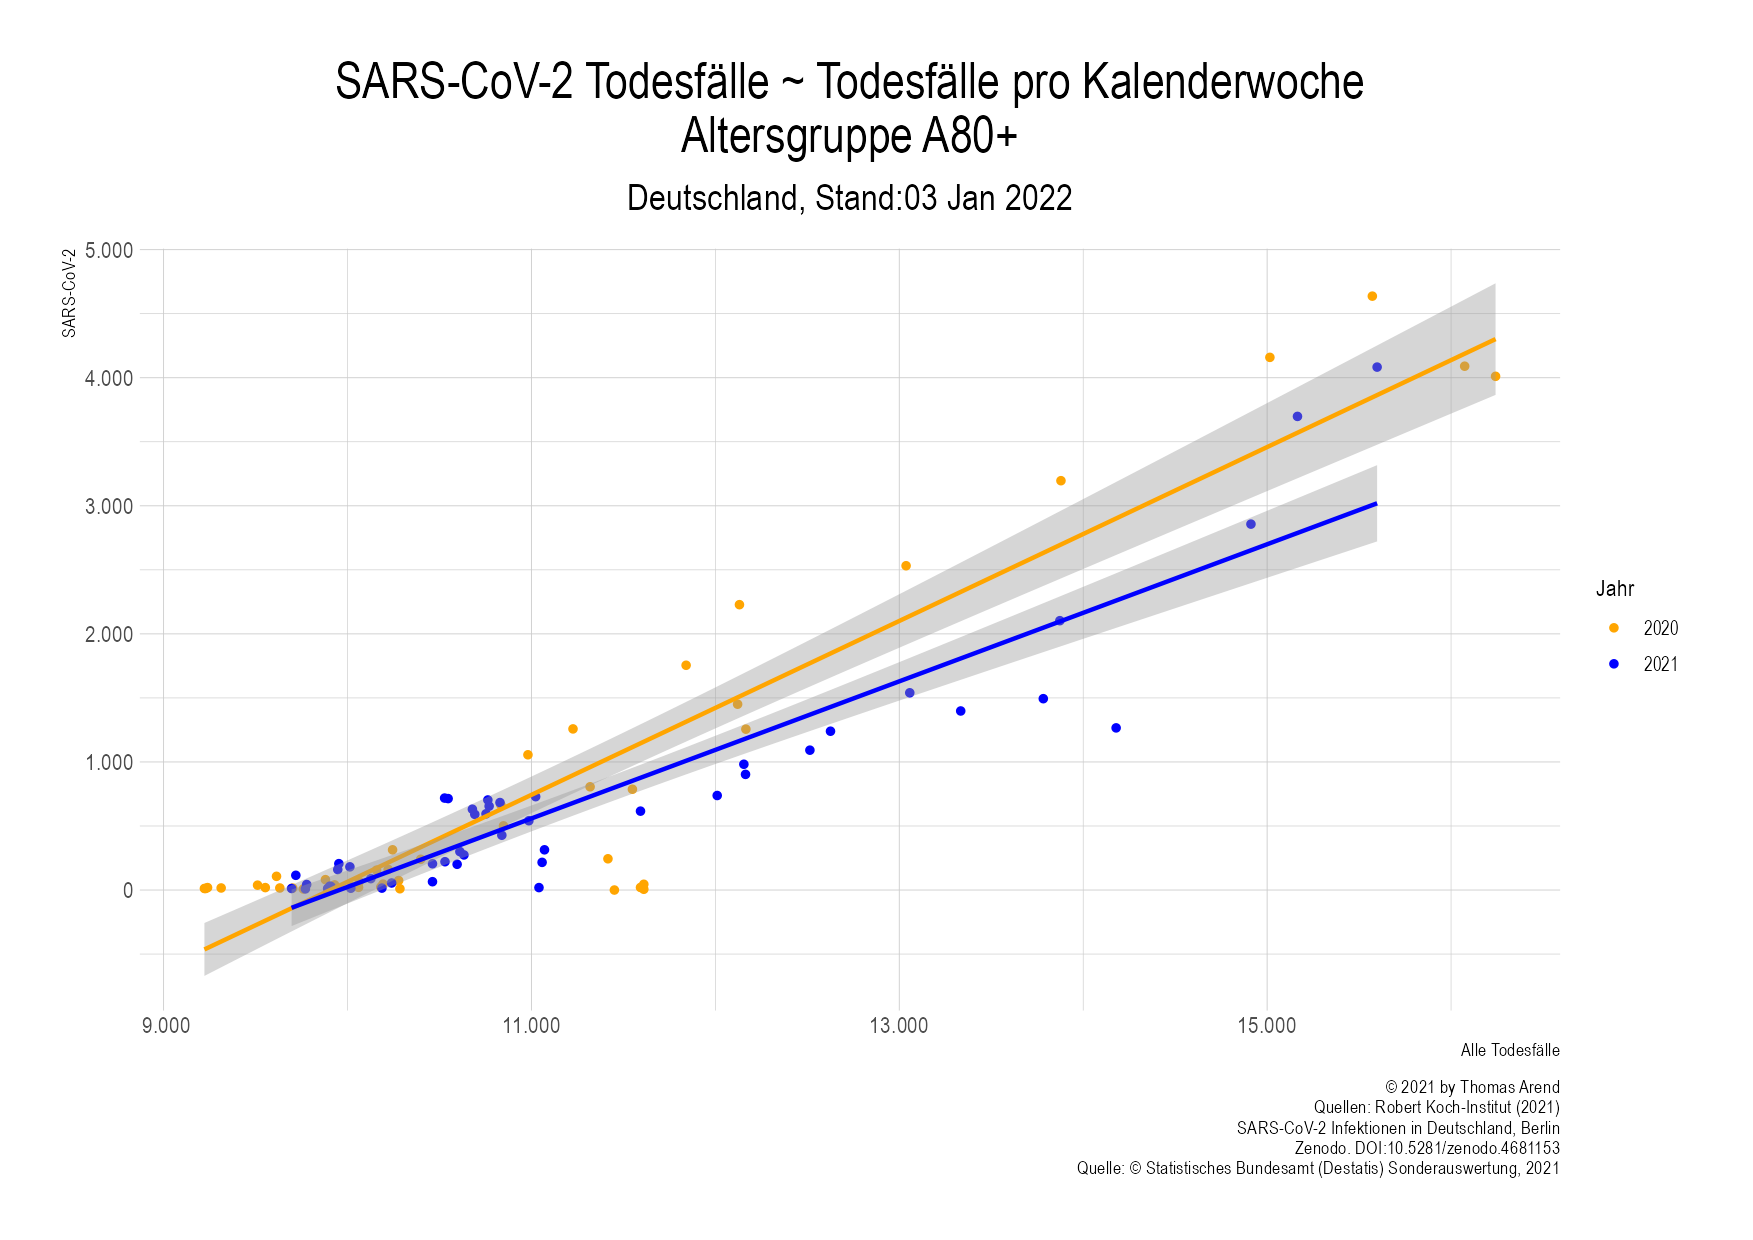 SARS-CoV-2 Todesfälle ~ Todesfälle pro Kalenderwoche
Altersgruppe A80+
Deutschland, Stand:03 Jan 2022
SARS-CoV-2
5.000
4.000
3.000
2.000
1.000
0
9.000
11.000
13.000
15.000
Alle Todesfälle
Jahr
2020
2021
© 2021 by Thomas Arend
Quellen: Robert Koch-Institut (2021)
SARS-CoV-2 Infektionen in Deutschland, Berlin
Zenodo. DOI:10.5281/zenodo.4681153
Quelle: © Statistisches Bundesamt (Destatis) Sonderauswertung, 2021